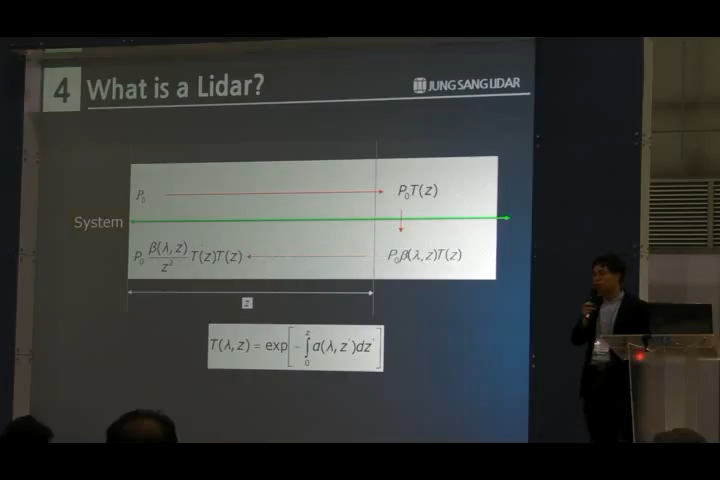 4 What is a Lidar?
JUNG SANG LIDAR
P₀
P₀T(z)
System
P₀ β(λ,z)/z² T(z)T(z)
P₀β(λ,z)T(z)
z
T(λ,z) = exp[-∫₀ᶻ a(λ,z')dz']